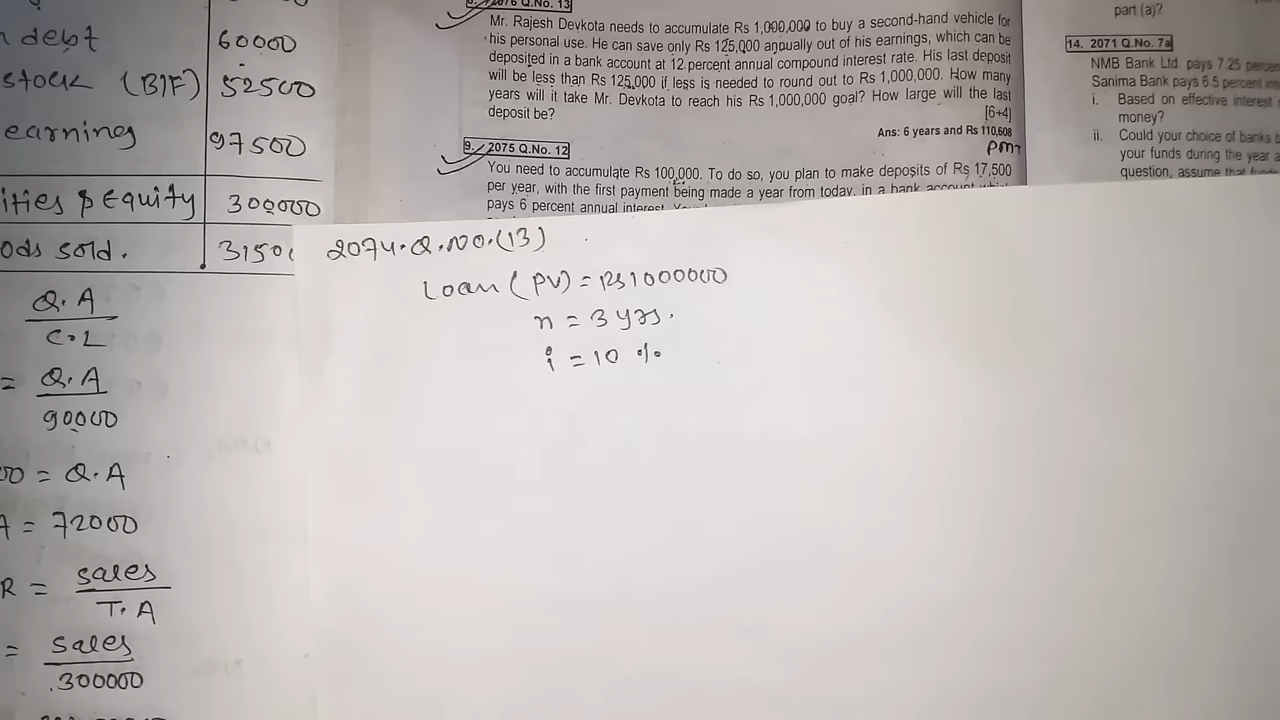 n debt 60000
stock (B/F) 52500
earning 97500
ities & Equity 300000
ods sold. 3150
Q.A
C.L
= Q.A
90000
00 = Q.A
A = 72000
R = sales
T.A
= sales
.300000
8. 2076 Q.No. 13
Mr. Rajesh Devkota needs to accumulate Rs 1,000,000 to buy a second-hand vehicle for
his personal use. He can save only Rs 125,000 annually out of his earnings, which can be
deposited in a bank account at 12 percent annual compound interest rate. His last deposit
will be less than Rs 125,000 if less is needed to round out to Rs 1,000,000. How many
years will it take Mr. Devkota to reach his Rs 1,000,000 goal? How large will the last
deposit be? [6+4]
Ans: 6 years and Rs 110,608
PMT
9. 2075 Q.No. 12
You need to accumulate Rs 100,000. To do so, you plan to make deposits of Rs 17,500
per year, with the first payment being made a year from today, in a bank account
pays 6 percent annual interest.
part (a)?
14. 2071 Q.No. 7a
NMB Bank Ltd. pays 7.25 percen
Sanima Bank pays 6.5 percent
i. Based on effective interest
money?
ii. Could your choice of banks b
your funds during the year a
question, assume that funds
2074.Q.NO.(13)
Loan (PV) = Rs1000000
n = 3 yrs.
i = 10 %